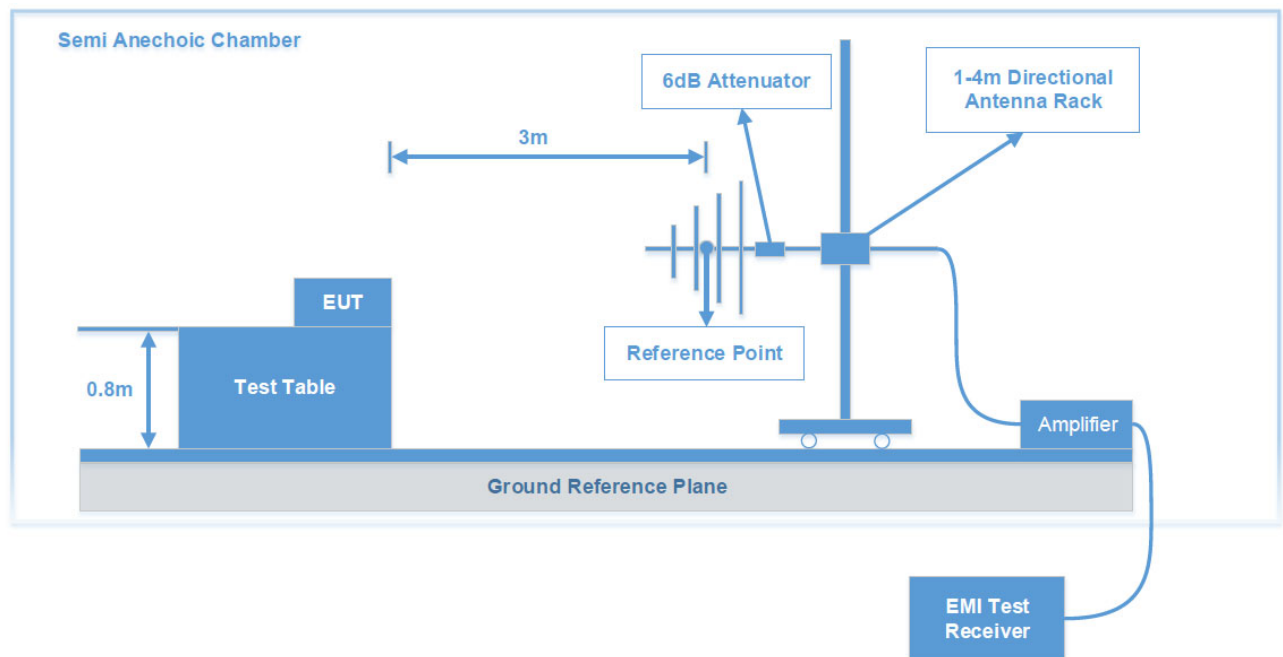 Semi Anechoic Chamber
6dB Attenuator
1-4m Directional
Antenna Rack
3m
EUT
Reference Point
0.8m
Test Table
Amplifier
Ground Reference Plane
EMI Test
Receiver